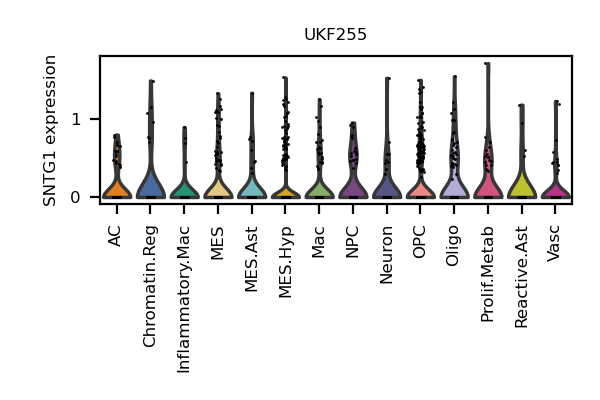 UKF255
SNTG1 expression
1
0
AC
Chromatin.Reg
Inflammatory.Mac
MES
MES.Ast
MES.Hyp
Mac
NPC
Neuron
OPC
Oligo
Prolif.Metab
Reactive.Ast
Vasc